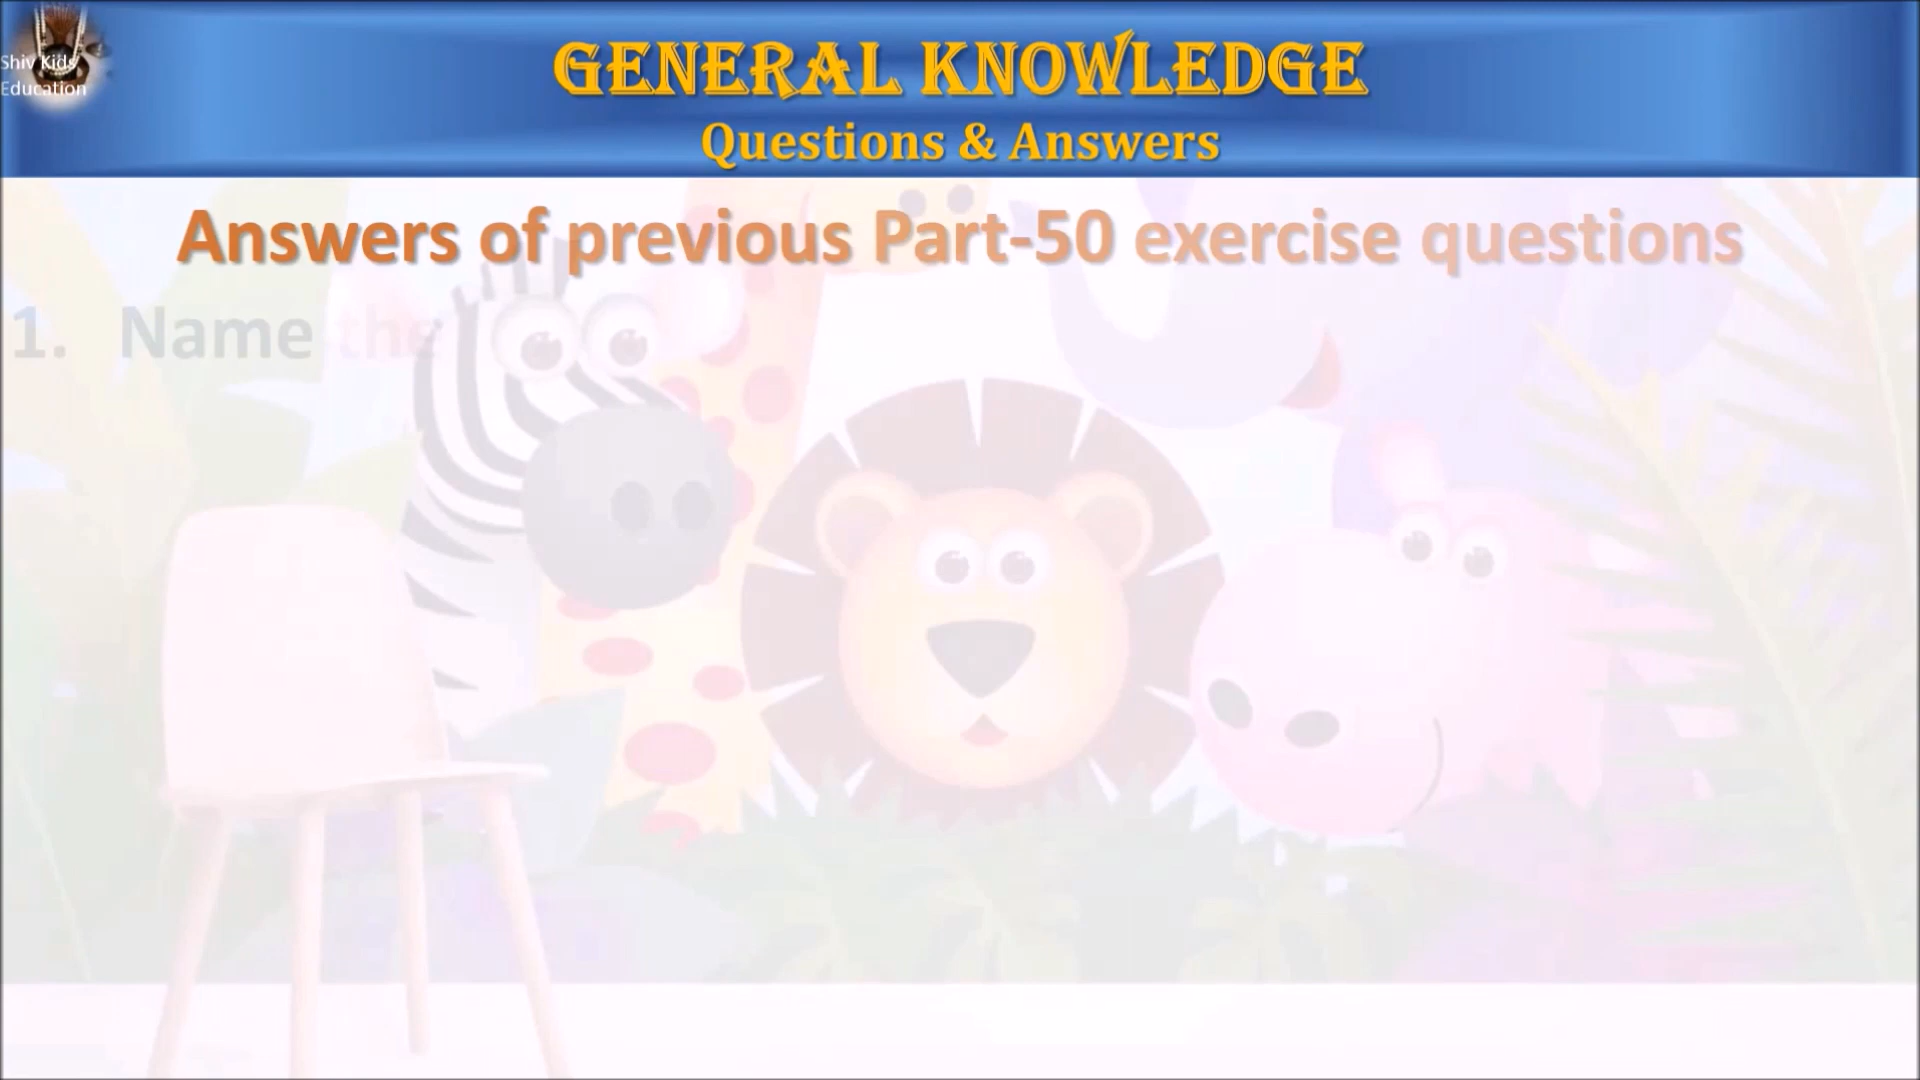 Shiv Kids
Education
GENERAL KNOWLEDGE
Questions & Answers
Answers of previous Part-50 exercise questions
1. Name the